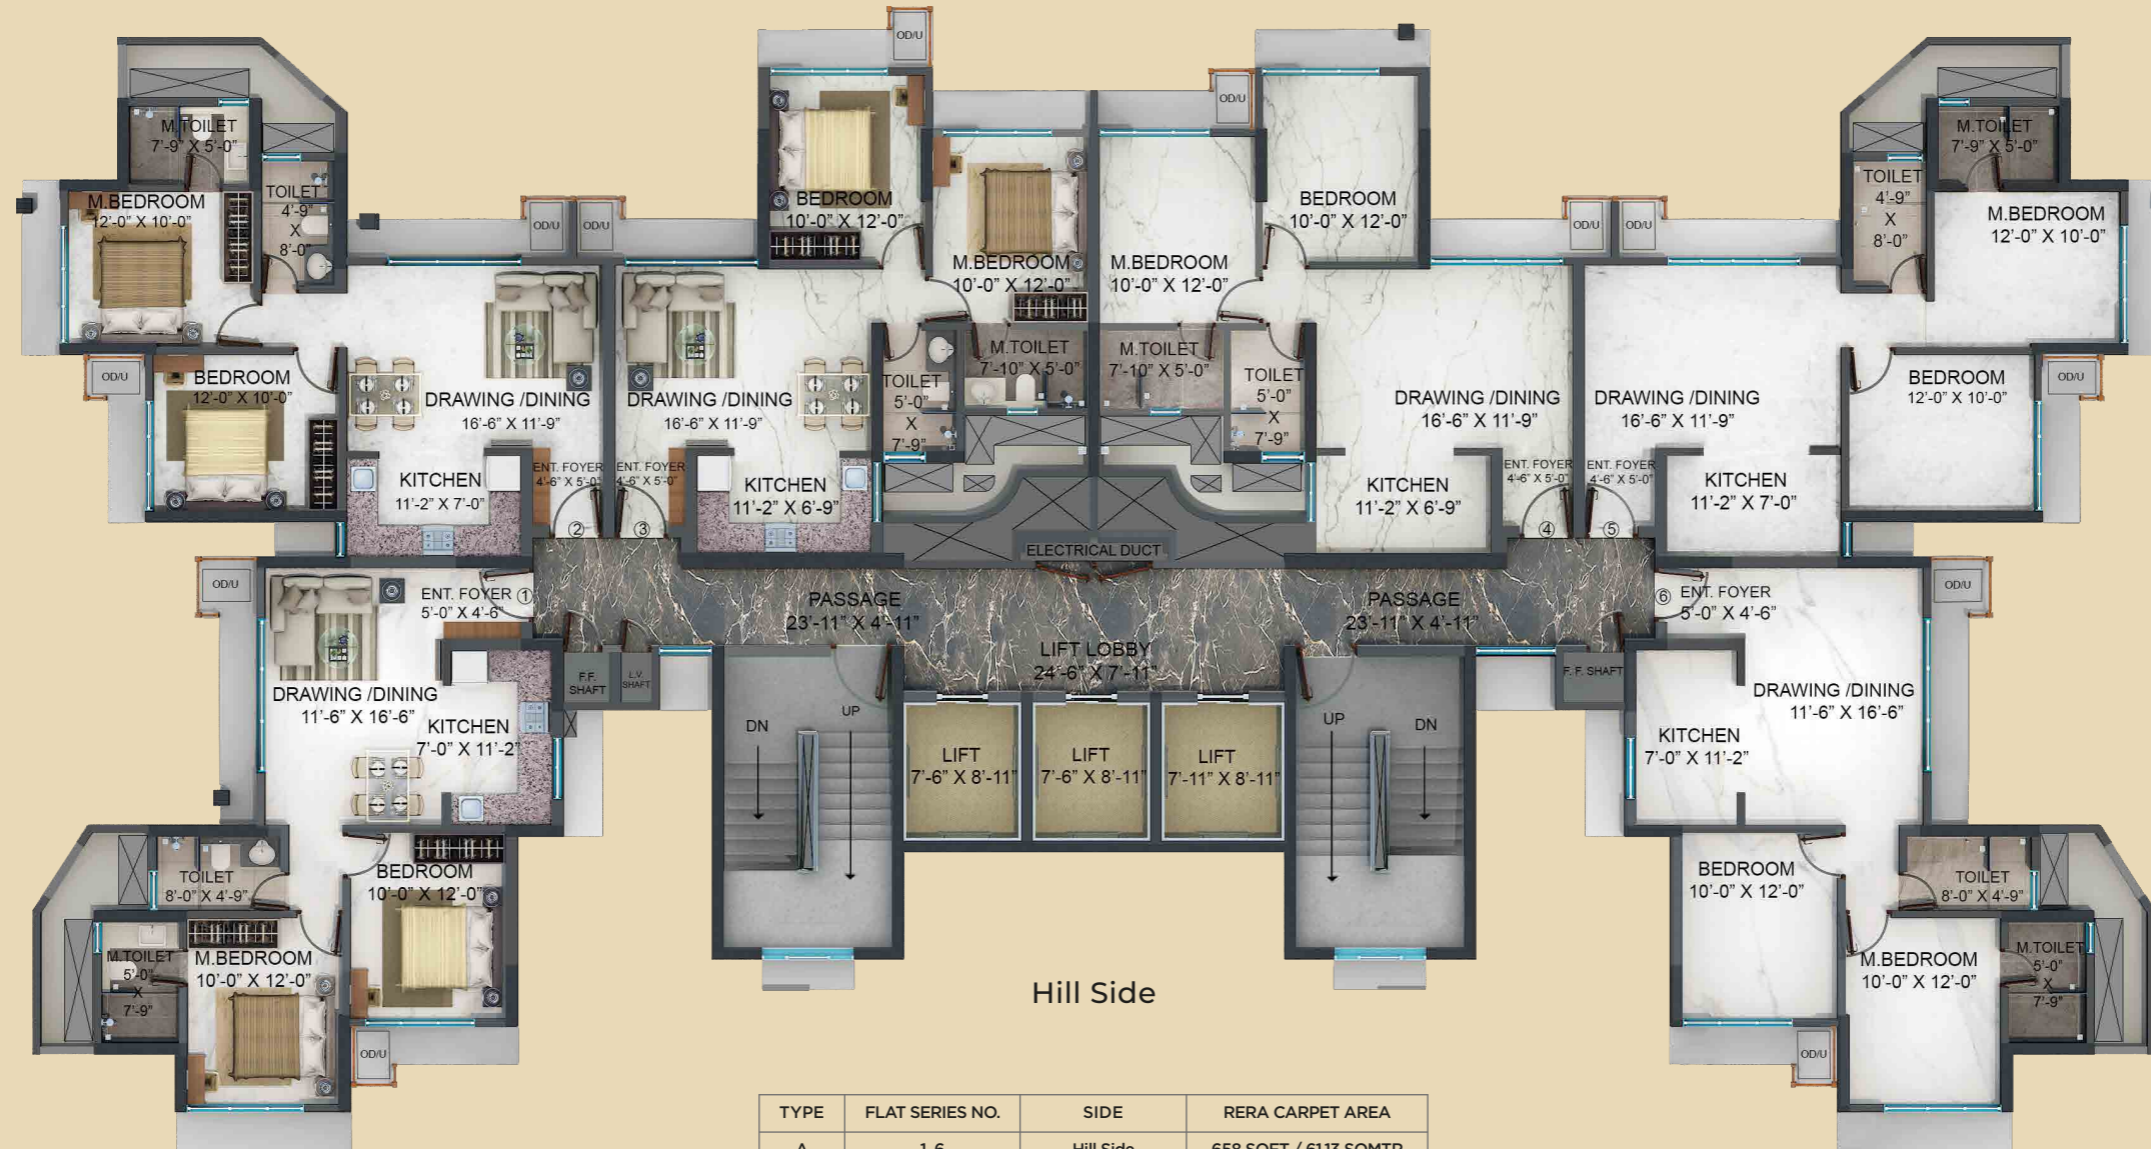 OD/U
M.TOILET
7'-9" X 5'-0"
TOILET
4'-9"
X
8'-0"
M.BEDROOM
12'-0" X 10'-0"
OD/U
OD/U
OD/U
BEDROOM
12'-0" X 10'-0"
DRAWING /DINING
16'-6" X 11'-9"
KITCHEN
11'-2" X 7'-0"
ENT. FOYER
4'-6" X 5'-0"
②
BEDROOM
10'-0" X 12'-0"
M.BEDROOM
10'-0" X 12'-0"
DRAWING /DINING
16'-6" X 11'-9"
TOILET
5'-0"
X
7'-9"
M.TOILET
7'-10" X 5'-0"
KITCHEN
11'-2" X 6'-9"
ENT. FOYER
4'-6" X 5'-0"
③
OD/U
BEDROOM
10'-0" X 12'-0"
M.BEDROOM
10'-0" X 12'-0"
M.TOILET
7'-10" X 5'-0"
TOILET
5'-0"
X
7'-9"
OD/U
OD/U
DRAWING /DINING
16'-6" X 11'-9"
KITCHEN
11'-2" X 6'-9"
ENT. FOYER
4'-6" X 5'-0"
④
M.TOILET
7'-9" X 5'-0"
TOILET
4'-9"
X
8'-0"
M.BEDROOM
12'-0" X 10'-0"
OD/U
BEDROOM
12'-0" X 10'-0"
DRAWING /DINING
16'-6" X 11'-9"
KITCHEN
11'-2" X 7'-0"
ENT. FOYER
4'-6" X 5'-0"
⑤
ELECTRICAL DUCT
OD/U
ENT. FOYER ①
5'-0" X 4'-6"
PASSAGE
23'-11" X 4'-11"
PASSAGE
23'-11" X 4'-11"
LIFT LOBBY
24'-6" X 7'-11"
⑥ ENT. FOYER
5'-0" X 4'-6"
OD/U
F.F.
SHAFT
L.V.
SHAFT
F. F. SHAFT
DRAWING /DINING
11'-6" X 16'-6"
KITCHEN
7'-0" X 11'-2"
DN
UP
LIFT
7'-6" X 8'-11"
LIFT
7'-6" X 8'-11"
LIFT
7'-11" X 8'-11"
UP
DN
KITCHEN
7'-0" X 11'-2"
DRAWING /DINING
11'-6" X 16'-6"
TOILET
8'-0" X 4'-9"
BEDROOM
10'-0" X 12'-0"
M.TOILET
5'-0"
X
7'-9"
M.BEDROOM
10'-0" X 12'-0"
OD/U
BEDROOM
10'-0" X 12'-0"
TOILET
8'-0" X 4'-9"
M.BEDROOM
10'-0" X 12'-0"
M.TOILET
5'-0"
X
7'-9"
OD/U
Hill Side
TYPE FLAT SERIES NO. SIDE RERA CARPET AREA
A 1, 6 Hill Side 658 SQFT / 61.13 SQMTR